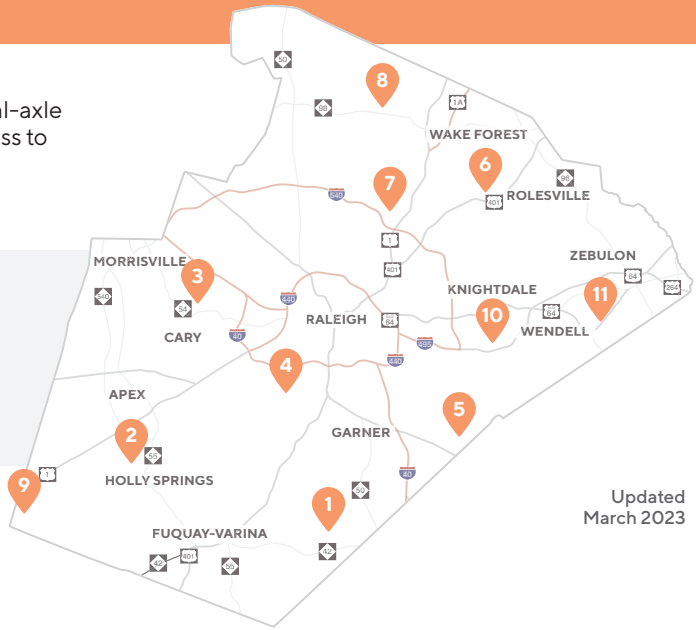 al-axle
ss to
50
8
98
1A
WAKE FOREST
6
7
98
401
ROLESVILLE
540
1
ZEBULON
MORRISVILLE
3
401
64
264
KNIGHTDALE
11
540
54
440
10
RALEIGH
64
64
WENDELL
CARY
40
495
440
4
APEX
5
2
GARNER
55
1
40
HOLLY SPRINGS
9
50
1
Updated
March 2023
FUQUAY-VARINA
42
401
42
55